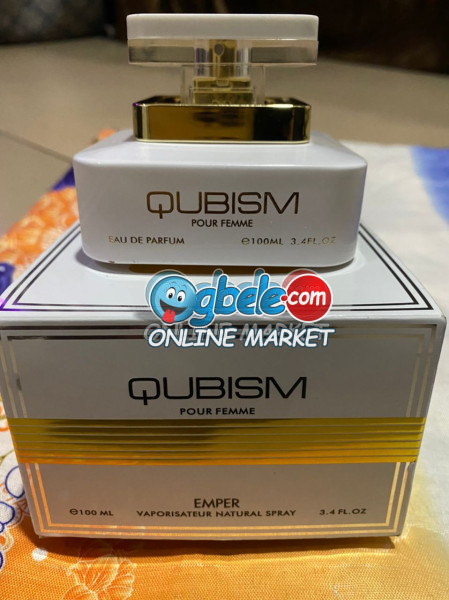 QUBISM
POUR FEMME
EAU DE PARFUM ℮100ML 3.4FL.OZ
Ogbele.com
ONLINE MARKET
QUBISM
POUR FEMME
EMPER
℮100 ML VAPORISATEUR NATURAL SPRAY 3.4 FL.OZ